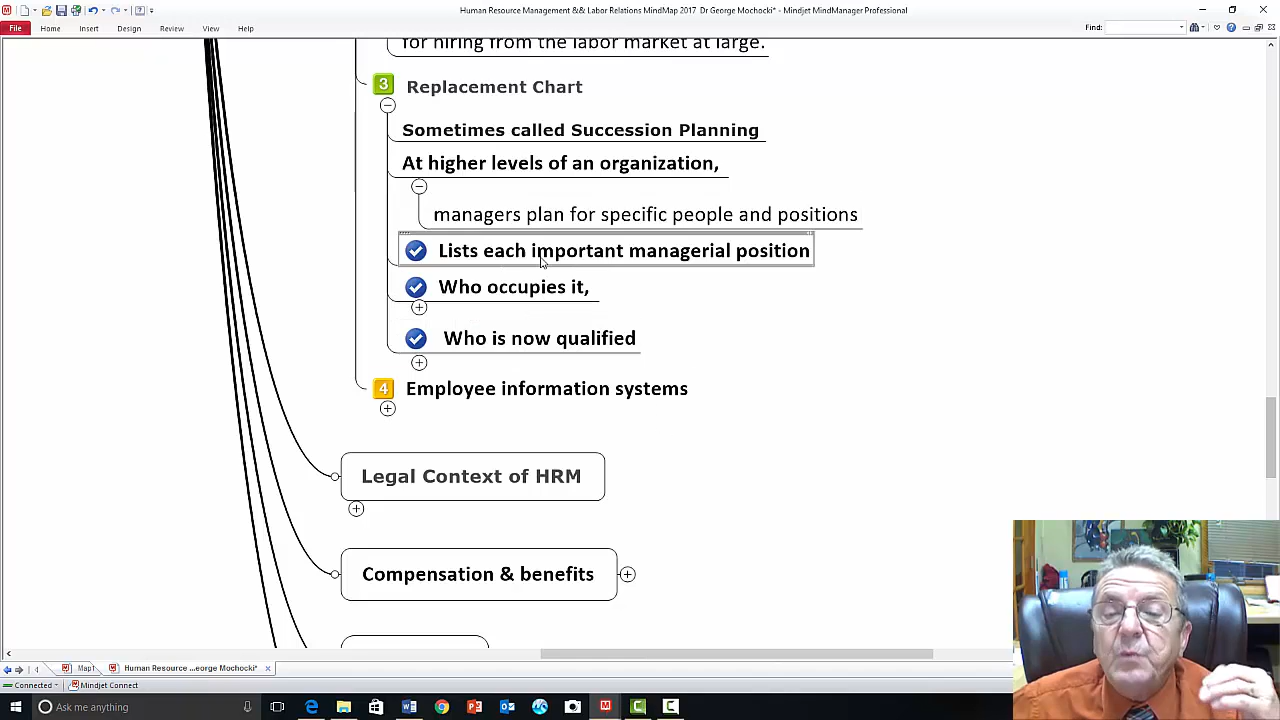 Human Resource Management && Labor Relations MindMap 2017 Dr George Mochocki* - Mindjet MindManager Professional
File Home Insert Design Review View Help
Find:
for hiring from the labor market at large.
3 Replacement Chart
Sometimes called Succession Planning
At higher levels of an organization,
managers plan for specific people and positions
Lists each important managerial position
Who occupies it,
Who is now qualified
4 Employee information systems
Legal Context of HRM
Compensation & benefits
Map1 Human Resource ...eorge Mochocki*
Connected Mindjet Connect
Ask me anything